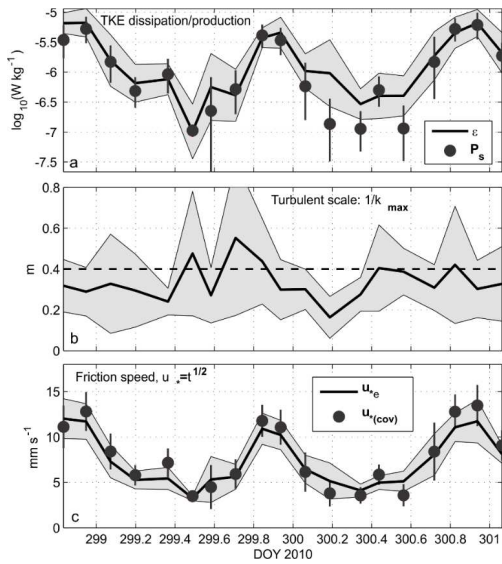 TKE dissipation/production
-5
-5.5
-6
-6.5
-7
-7.5
log10(W kg-1)
a
ε
Ps
0.8
0.6
0.4
0.2
0
m
Turbulent scale: 1/k max
b
15
10
5
0
mm s-1
Friction speed, u*=t1/2
u*e
u*(cov)
c
299 299.2 299.4 299.6 299.8 300 300.2 300.4 300.6 300.8 301
DOY 2010